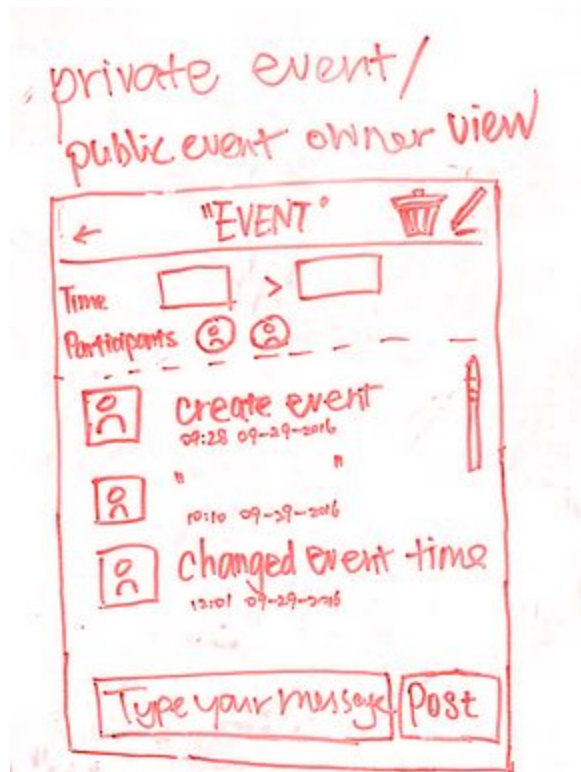 private event/
public event owner view
← "EVENT"
Time >
Participants
create event
09:28 09-29-2016
" "
10:10 09-29-2016
changed event time
12:01 09-29-2016
Type your message Post